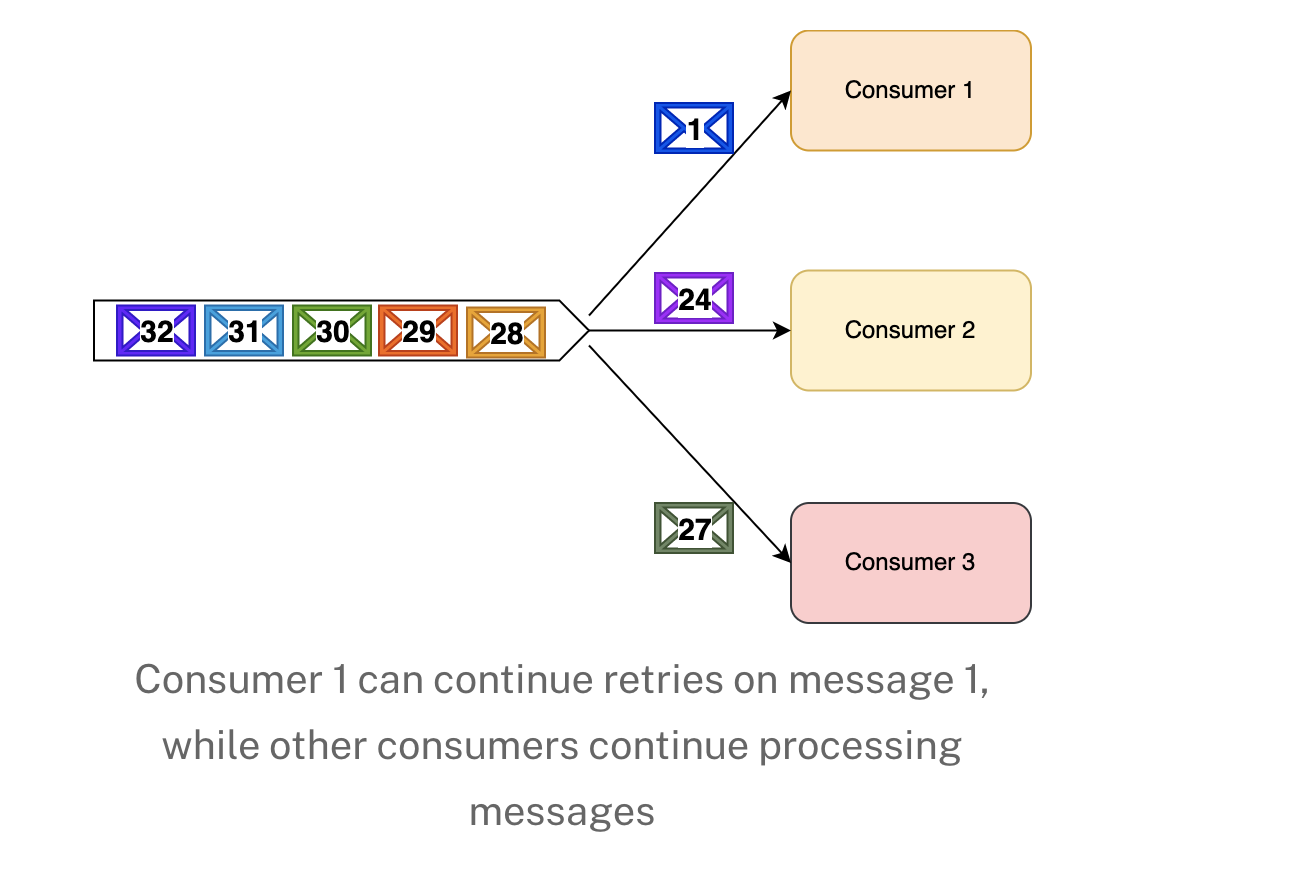 Consumer 1
1
24
Consumer 2
32 31 30 29 28
27
Consumer 3
Consumer 1 can continue retries on message 1,
while other consumers continue processing
messages